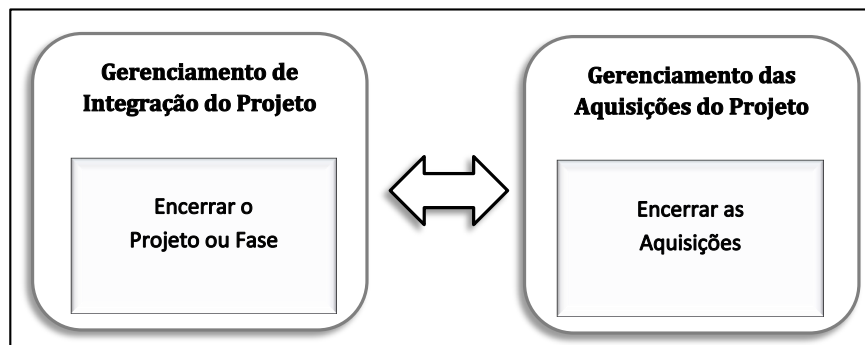 Gerenciamento de
Integração do Projeto
Encerrar o
Projeto ou Fase
Gerenciamento das
Aquisições do Projeto
Encerrar as
Aquisições